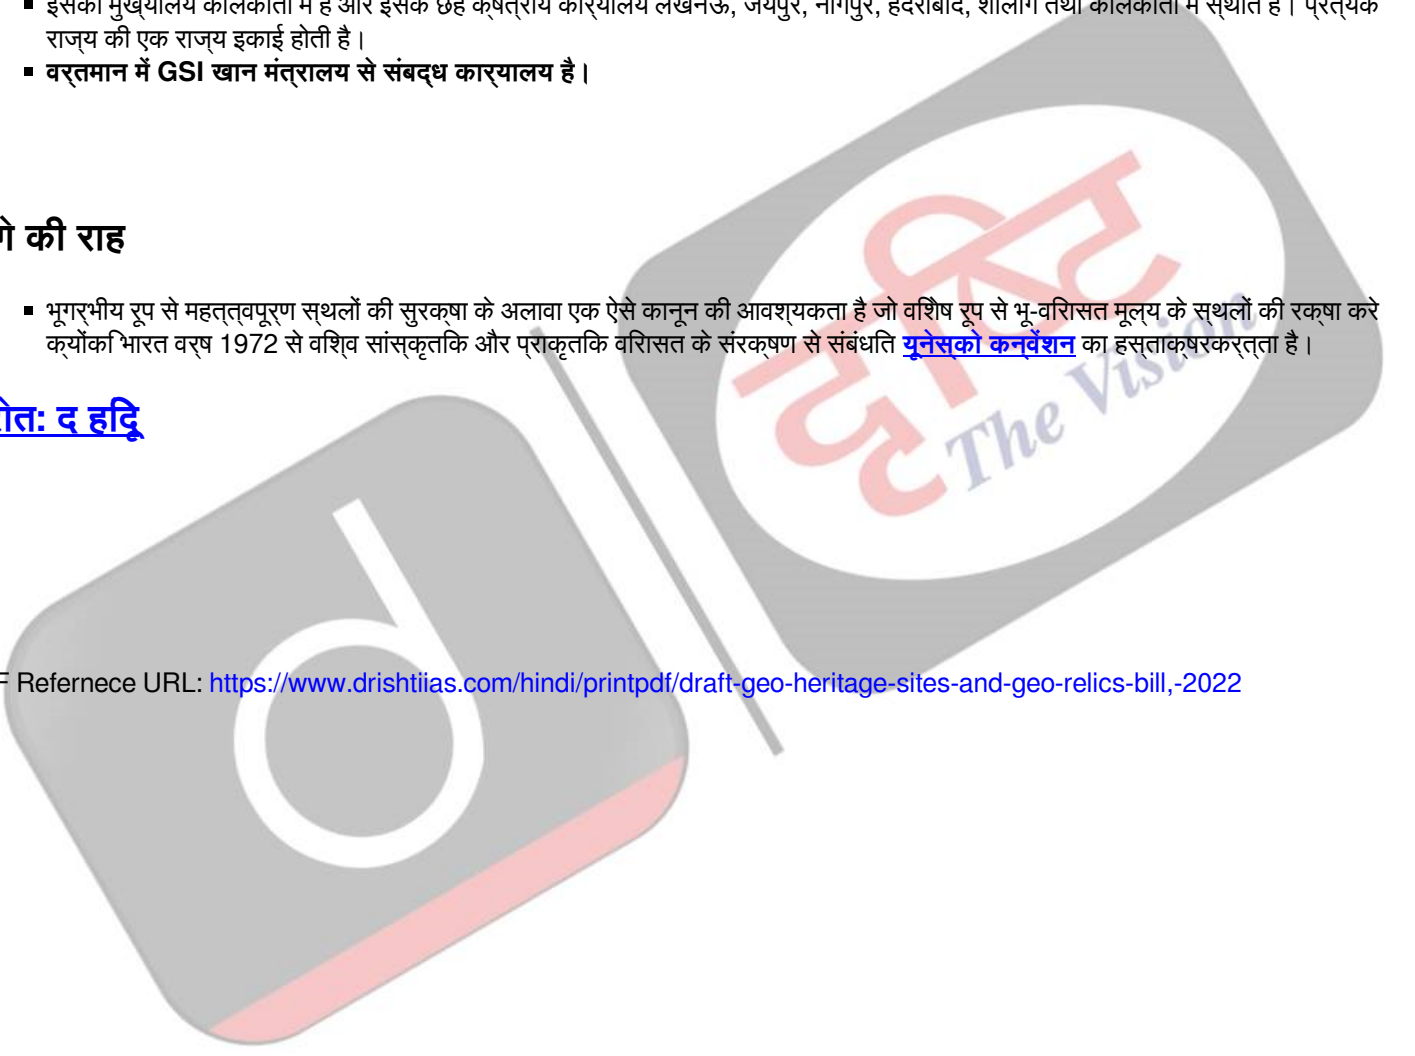 इसका मुख्यालय कोलकाता में है और इसके छह क्षेत्रीय कार्यालय लखनऊ, जयपुर, नागपुर, हैदराबाद, शिलांग तथा कोलकाता में स्थित हैं। प्रत्येक
राज्य की एक राज्य इकाई होती है।
वर्तमान में GSI खान मंत्रालय से संबद्ध कार्यालय है।
गे की राह
भूगर्भीय रूप से महत्त्वपूर्ण स्थलों की सुरक्षा के अलावा एक ऐसे कानून की आवश्यकता है जो विशेष रूप से भू-विरासत मूल्य के स्थलों की रक्षा करे
क्योंकि भारत वर्ष 1972 से विश्व सांस्कृतिक और प्राकृतिक विरासत के संरक्षण से संबंधित यूनेस्को कन्वेंशन का हस्ताक्षरकर्त्ता है।
रोत: द हिंदू
F Refernece URL: https://www.drishtiias.com/hindi/printpdf/draft-geo-heritage-sites-and-geo-relics-bill,-2022
दृष्टि
The Vision